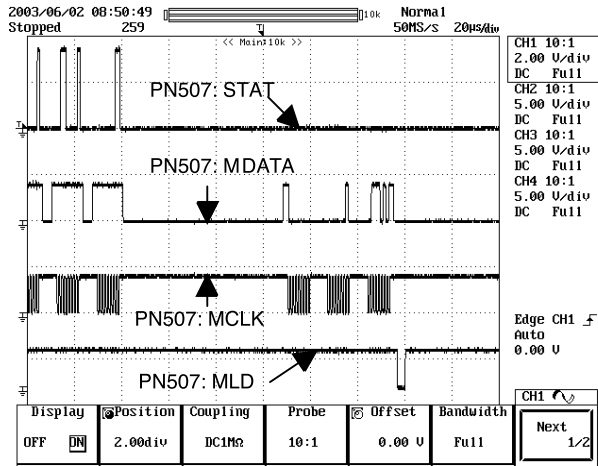 2003/06/02 08:50:49 10k Normal
Stopped 259 50MS/s 20µs/div
<< Main:10k >>
CH1 10:1
2.00 V/div
DC Full
CH2 10:1
5.00 V/div
DC Full
CH3 10:1
5.00 V/div
DC Full
CH4 10:1
5.00 V/div
DC Full
PN507: STAT
PN507: MDATA
PN507: MCLK
PN507: MLD
Edge CH1
Auto
0.00 V
CH1
Display Position Coupling Probe Offset Bandwidth
OFF ON 2.00div DC1MΩ 10:1 0.00 V Full
Next
1/2